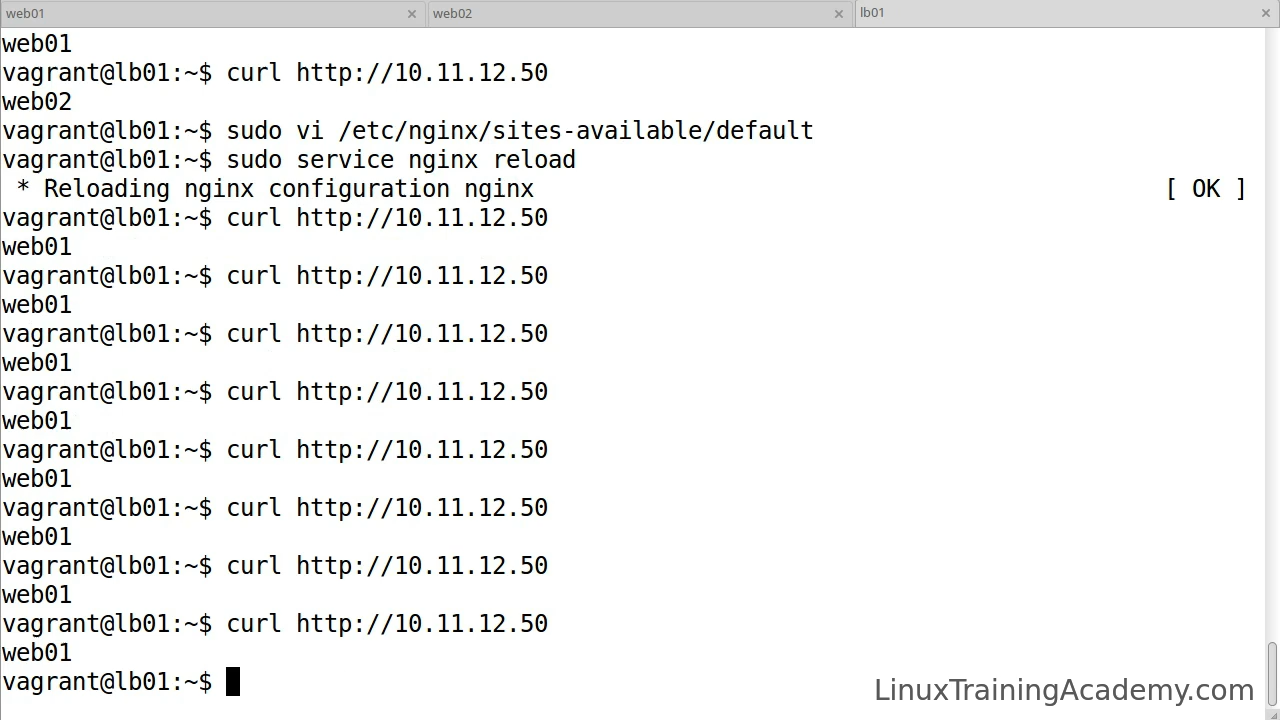 web01 × web02 × lb01 ×
web01
vagrant@lb01:~$ curl http://10.11.12.50
web02
vagrant@lb01:~$ sudo vi /etc/nginx/sites-available/default
vagrant@lb01:~$ sudo service nginx reload
 * Reloading nginx configuration nginx [ OK ]
vagrant@lb01:~$ curl http://10.11.12.50
web01
vagrant@lb01:~$ curl http://10.11.12.50
web01
vagrant@lb01:~$ curl http://10.11.12.50
web01
vagrant@lb01:~$ curl http://10.11.12.50
web01
vagrant@lb01:~$ curl http://10.11.12.50
web01
vagrant@lb01:~$ curl http://10.11.12.50
web01
vagrant@lb01:~$ curl http://10.11.12.50
web01
vagrant@lb01:~$ curl http://10.11.12.50
web01
vagrant@lb01:~$
LinuxTrainingAcademy.com